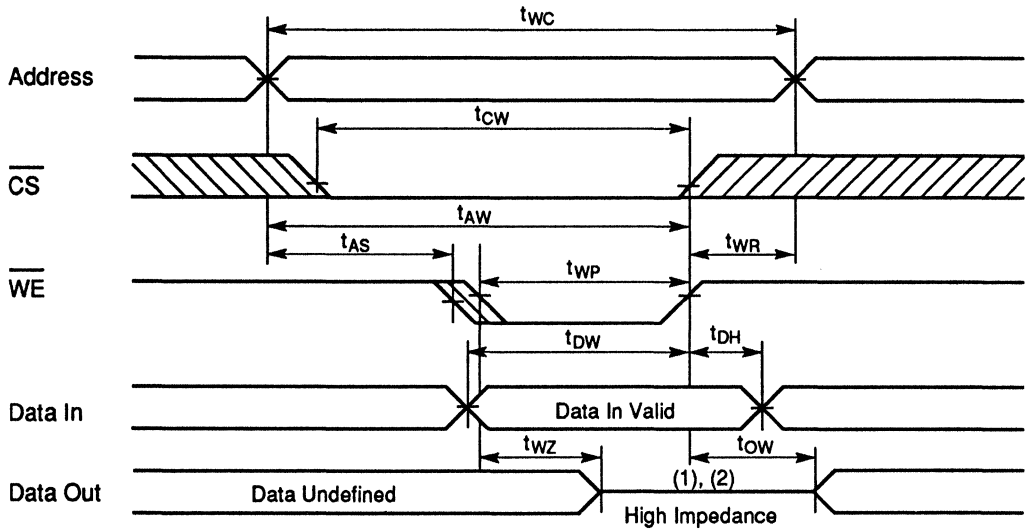 tWC
Address
tCW
CS
tAW
tAS
tWR
WE
tWP
tDW
tDH
Data In
Data In Valid
tWZ
tOW
(1), (2)
Data Out
Data Undefined
High Impedance